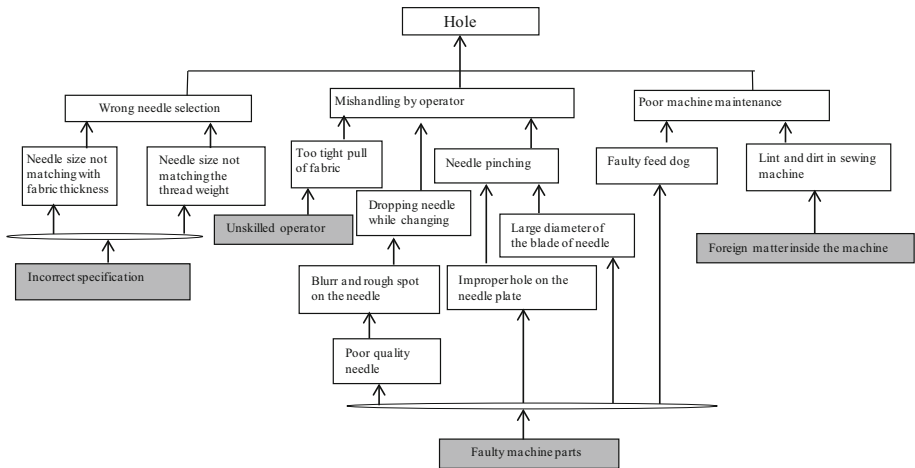 Hole
Wrong needle selection
Mishandling by operator
Poor machine maintenance
Needle size not
matching with
fabric thickness
Needle size not
matching the
thread weight
Too tight pull
of fabric
Needle pinching
Faulty feed dog
Lint and dirt in sewing
machine
Dropping needle
while changing
Unskilled operator
Large diameter of
the blade of needle
Foreign matter inside the machine
Incorrect specification
Blurr and rough spot
on the needle
Improper hole on the
needle plate
Poor quality
needle
Faulty machine parts